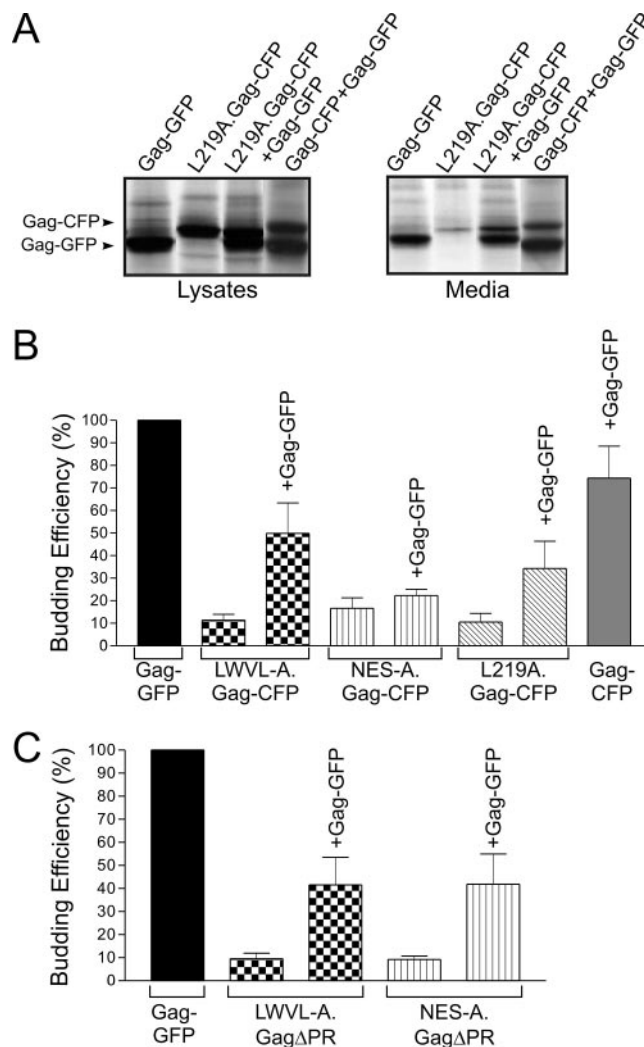 A
Gag-GFP
L219A. Gag-CFP
L219A. Gag-CFP
+Gag-GFP
Gag-CFP+Gag-GFP
Gag-GFP
L219A. Gag-CFP
L219A. Gag-CFP
+Gag-GFP
Gag-CFP+Gag-GFP
Gag-CFP ►
Gag-GFP ►
Lysates
Media
B
Budding Efficiency (%)
100
90
80
70
60
50
40
30
20
10
0
+Gag-GFP
+Gag-GFP
+Gag-GFP
+Gag-GFP
Gag-
GFP
LWVL-A.
Gag-CFP
NES-A.
Gag-CFP
L219A.
Gag-CFP
Gag-
CFP
C
Budding Efficiency (%)
100
90
80
70
60
50
40
30
20
10
0
+Gag-GFP
+Gag-GFP
Gag-
GFP
LWVL-A.
GagΔPR
NES-A.
GagΔPR